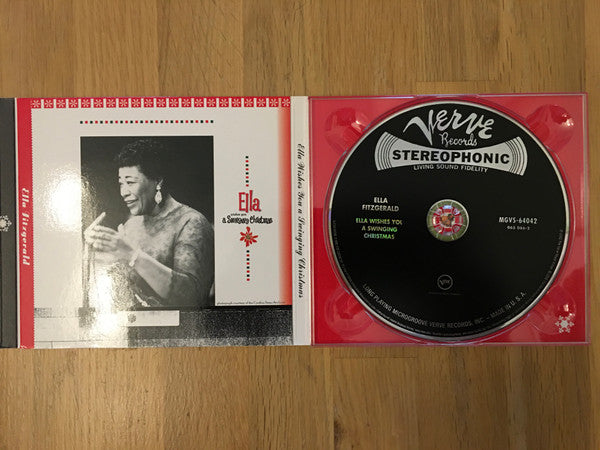 Ella Fitzgerald
Ella
wishes you
a Swinging Christmas
Ella Wishes You a Swinging Christmas
Verve
Records
STEREOPHONIC
LIVING SOUND FIDELITY
ELLA
FITZGERALD
MGVS-64042
ELLA WISHES YOU
A SWINGING
CHRISTMAS
LONG PLAYING MICROGROOVE VERVE RECORDS, INC. — MADE IN U.S.A.